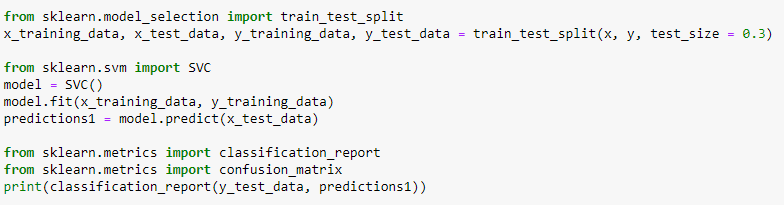 from sklearn.model_selection import train_test_split
x_training_data, x_test_data, y_training_data, y_test_data = train_test_split(x, y, test_size = 0.3)
from sklearn.svm import SVC
model = SVC()
model.fit(x_training_data, y_training_data)
predictions1 = model.predict(x_test_data)
from sklearn.metrics import classification_report
from sklearn.metrics import confusion_matrix
print(classification_report(y_test_data, predictions1))